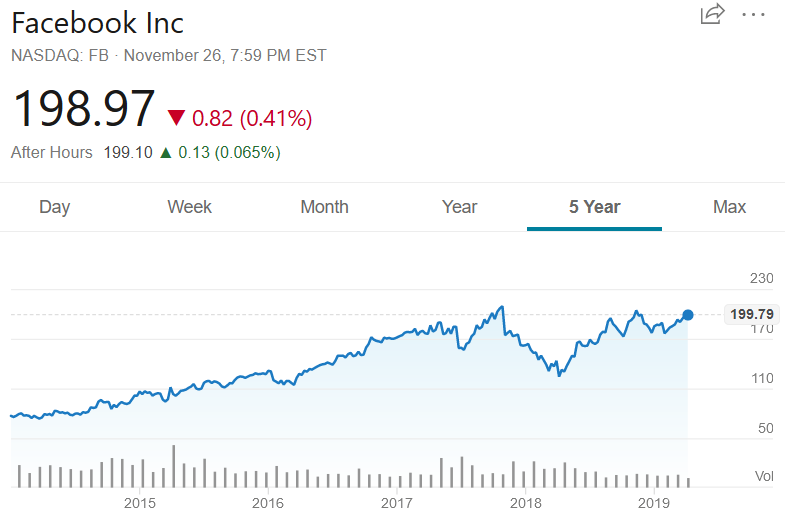 Facebook Inc
NASDAQ: FB · November 26, 7:59 PM EST
198.97 ▼ 0.82 (0.41%)
After Hours 199.10 ▲ 0.13 (0.065%)
Day Week Month Year 5 Year Max
230
199.79
170
110
50
Vol
2015 2016 2017 2018 2019